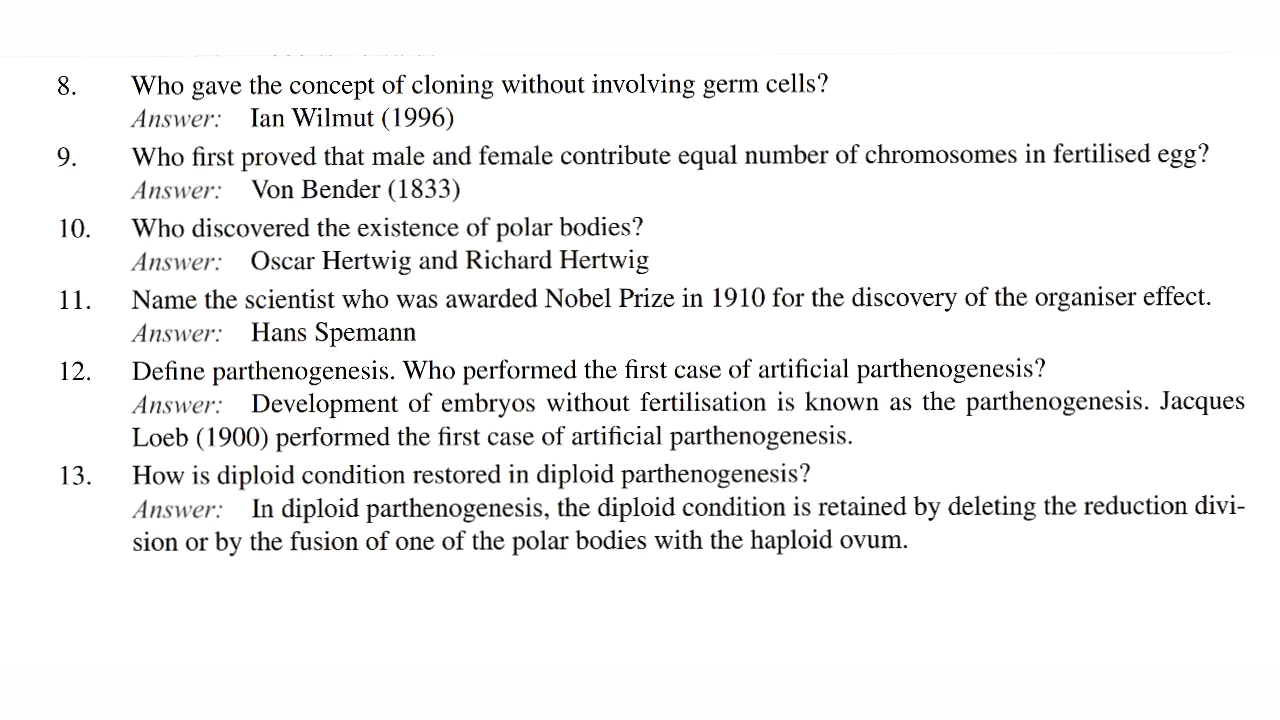 8. Who gave the concept of cloning without involving germ cells?
Answer: Ian Wilmut (1996)
9. Who first proved that male and female contribute equal number of chromosomes in fertilised egg?
Answer: Von Bender (1833)
10. Who discovered the existence of polar bodies?
Answer: Oscar Hertwig and Richard Hertwig
11. Name the scientist who was awarded Nobel Prize in 1910 for the discovery of the organiser effect.
Answer: Hans Spemann
12. Define parthenogenesis. Who performed the first case of artificial parthenogenesis?
Answer: Development of embryos without fertilisation is known as the parthenogenesis. Jacques
Loeb (1900) performed the first case of artificial parthenogenesis.
13. How is diploid condition restored in diploid parthenogenesis?
Answer: In diploid parthenogenesis, the diploid condition is retained by deleting the reduction divi-
sion or by the fusion of one of the polar bodies with the haploid ovum.